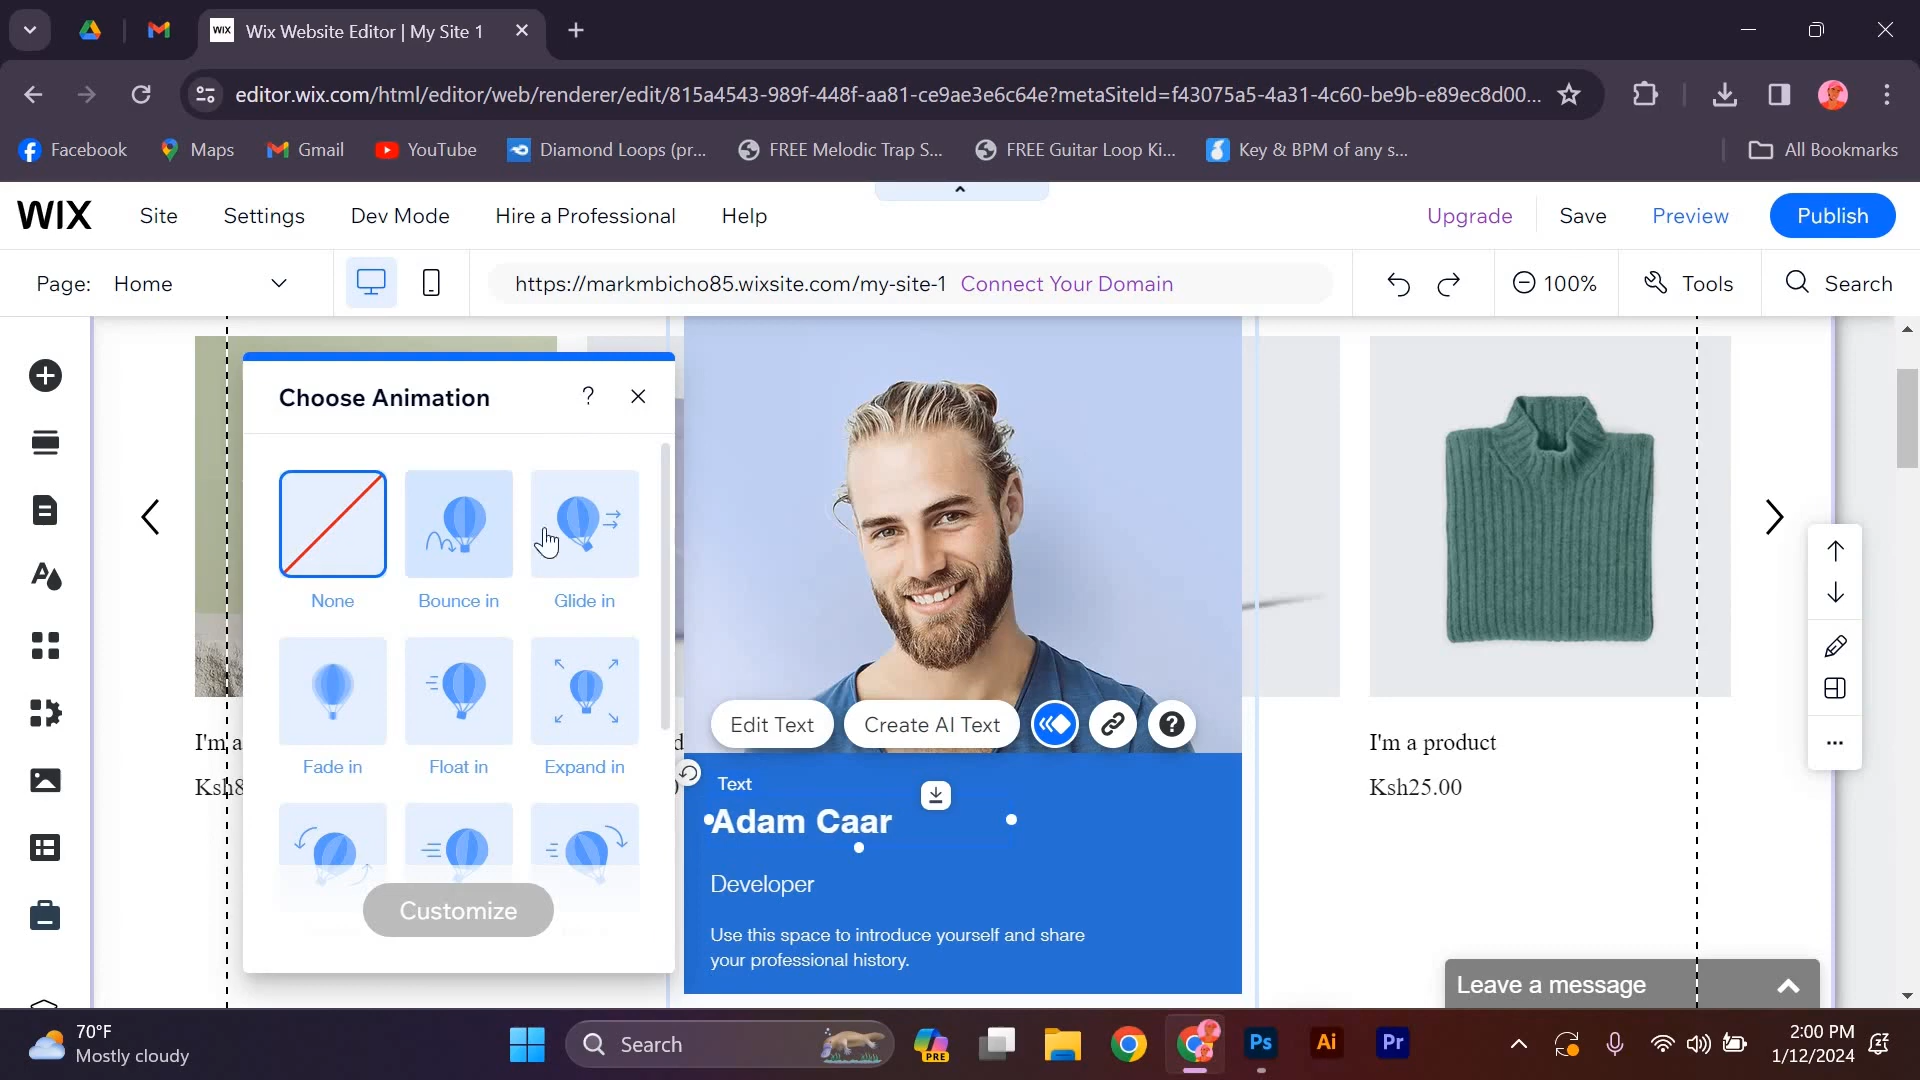 WIX
Wix Website Editor | My Site 1
editor.wix.com/html/editor/web/renderer/edit/815a4543-989f-448f-aa81-ce9ae3e6c64e?metaSiteId=f43075a5-4a31-4c60-be9b-e89ec8d00...
Facebook
Maps
Gmail
YouTube
Diamond Loops (pr...
FREE Melodic Trap S...
FREE Guitar Loop Ki...
Key & BPM of any s...
All Bookmarks
WIX
Site
Settings
Dev Mode
Hire a Professional
Help
Upgrade
Save
Preview
Publish
Page: Home
https://markmbicho85.wixsite.com/my-site-1 Connect Your Domain
100%
Tools
Search
Choose Animation
?
None
Bounce in
Glide in
Fade in
Float in
Expand in
Customize
I'm a
Ksh8
d
Edit Text
Create AI Text
?
Text
Adam Caar
Developer
Use this space to introduce yourself and share
your professional history.
I'm a product
Ksh25.00
Leave a message
70°F
Mostly cloudy
Search
PRE
Ps
Ai
Pr
2:00 PM
1/12/2024